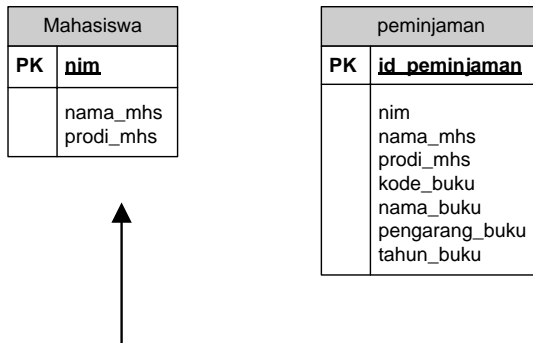 Mahasiswa
PK nim
nama_mhs
prodi_mhs
peminjaman
PK id_peminjaman
nim
nama_mhs
prodi_mhs
kode_buku
nama_buku
pengarang_buku
tahun_buku